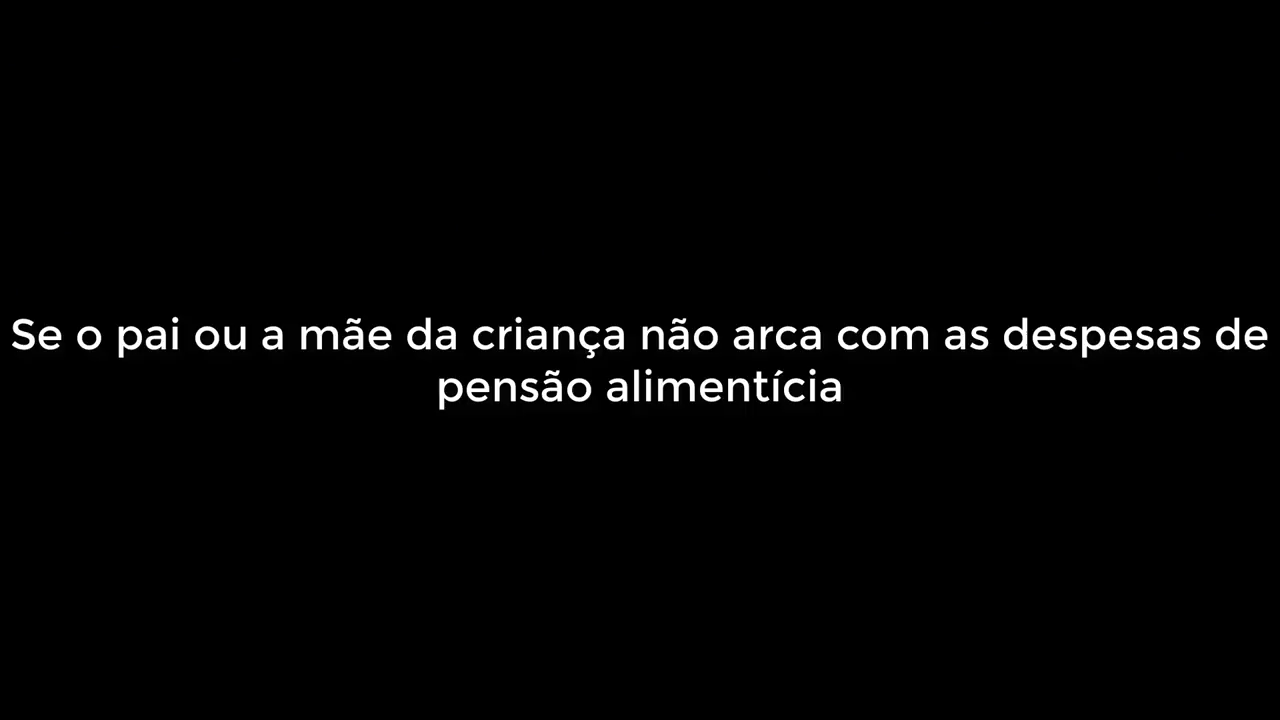 Se o pai ou a mãe da criança não arca com as despesas de
pensão alimentícia